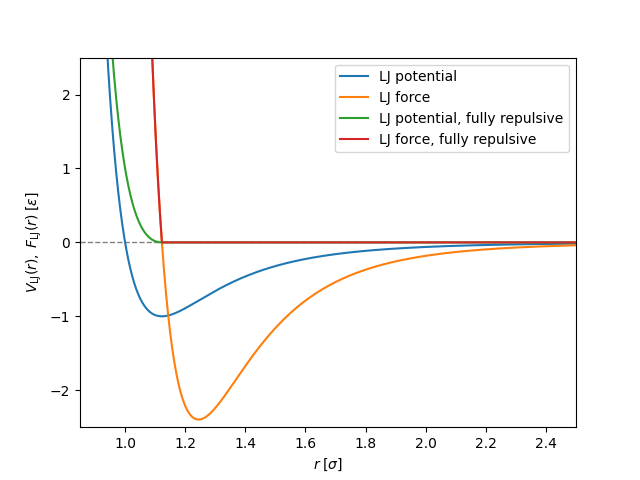 LJ potential
LJ force
LJ potential, fully repulsive
LJ force, fully repulsive
V_LJ(r), F_LJ(r) [ε]
2
1
0
−1
−2
1.0 1.2 1.4 1.6 1.8 2.0 2.2 2.4
r [σ]